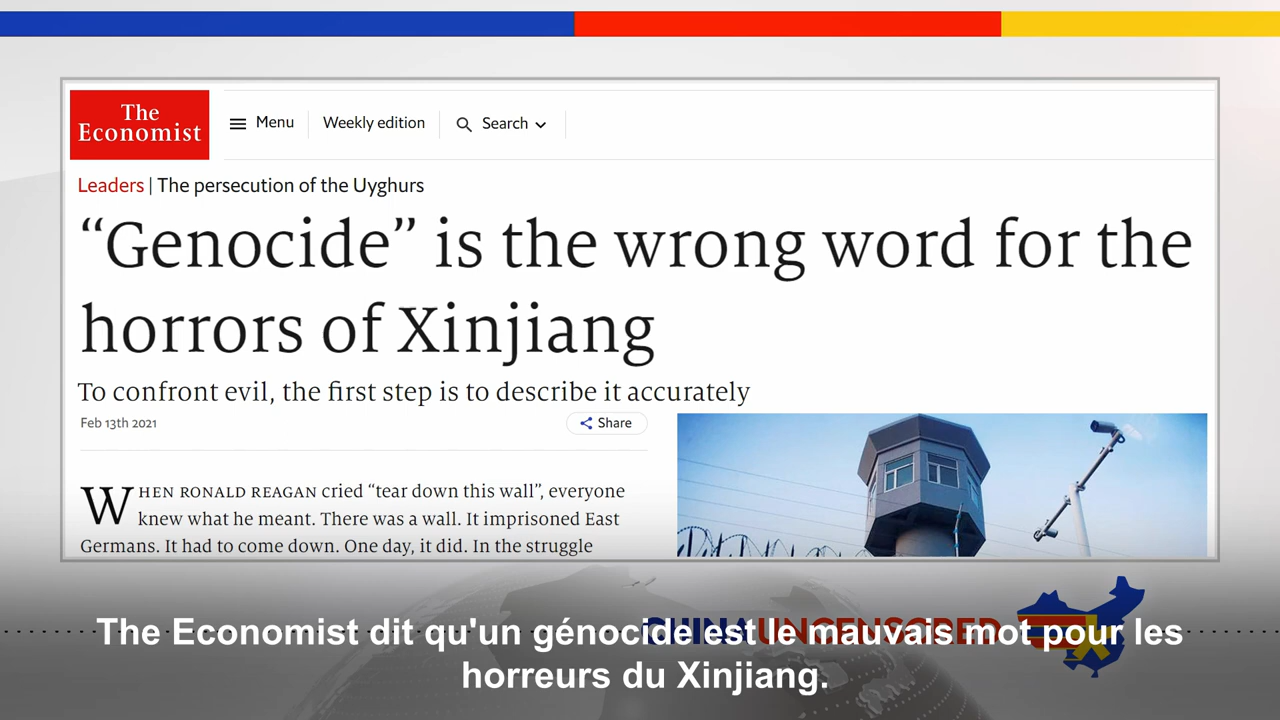 The
Economist
Menu
Weekly edition
Search
Leaders | The persecution of the Uyghurs
“Genocide” is the wrong word for the
horrors of Xinjiang
To confront evil, the first step is to describe it accurately
Feb 13th 2021
Share
WHEN RONALD REAGAN cried “tear down this wall”, everyone
knew what he meant. There was a wall. It imprisoned East
Germans. It had to come down. One day, it did. In the struggle
CHINA UNCENSORED
The Economist dit qu'un génocide est le mauvais mot pour les
horreurs du Xinjiang.